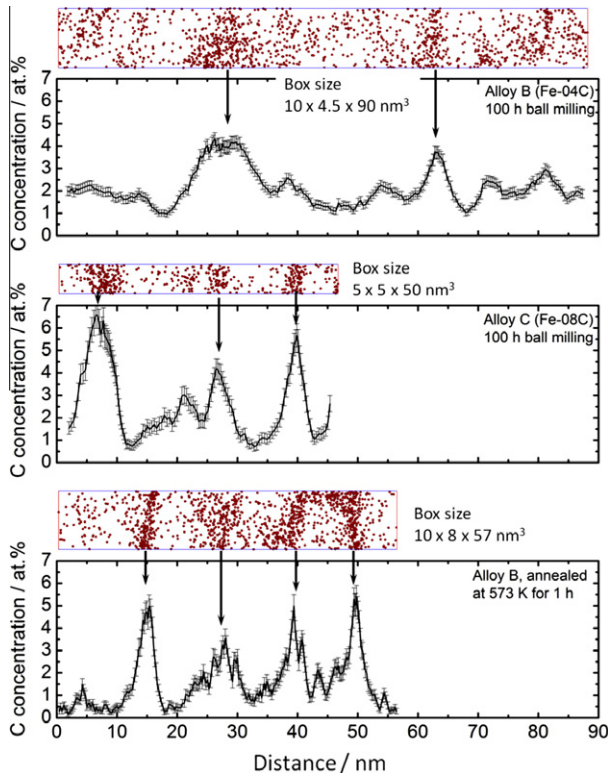 Box size
10 x 4.5 x 90 nm³
Alloy B (Fe-04C)
100 h ball milling
C concentration / at.%
7
6
5
4
3
2
1
0
Box size
5 x 5 x 50 nm³
Alloy C (Fe-08C)
100 h ball milling
C concentration / at.%
7
6
5
4
3
2
1
0
Box size
10 x 8 x 57 nm³
Alloy B, annealed
at 573 K for 1 h
C concentration / at.%
7
6
5
4
3
2
1
0
0 10 20 30 40 50 60 70 80 90
Distance / nm